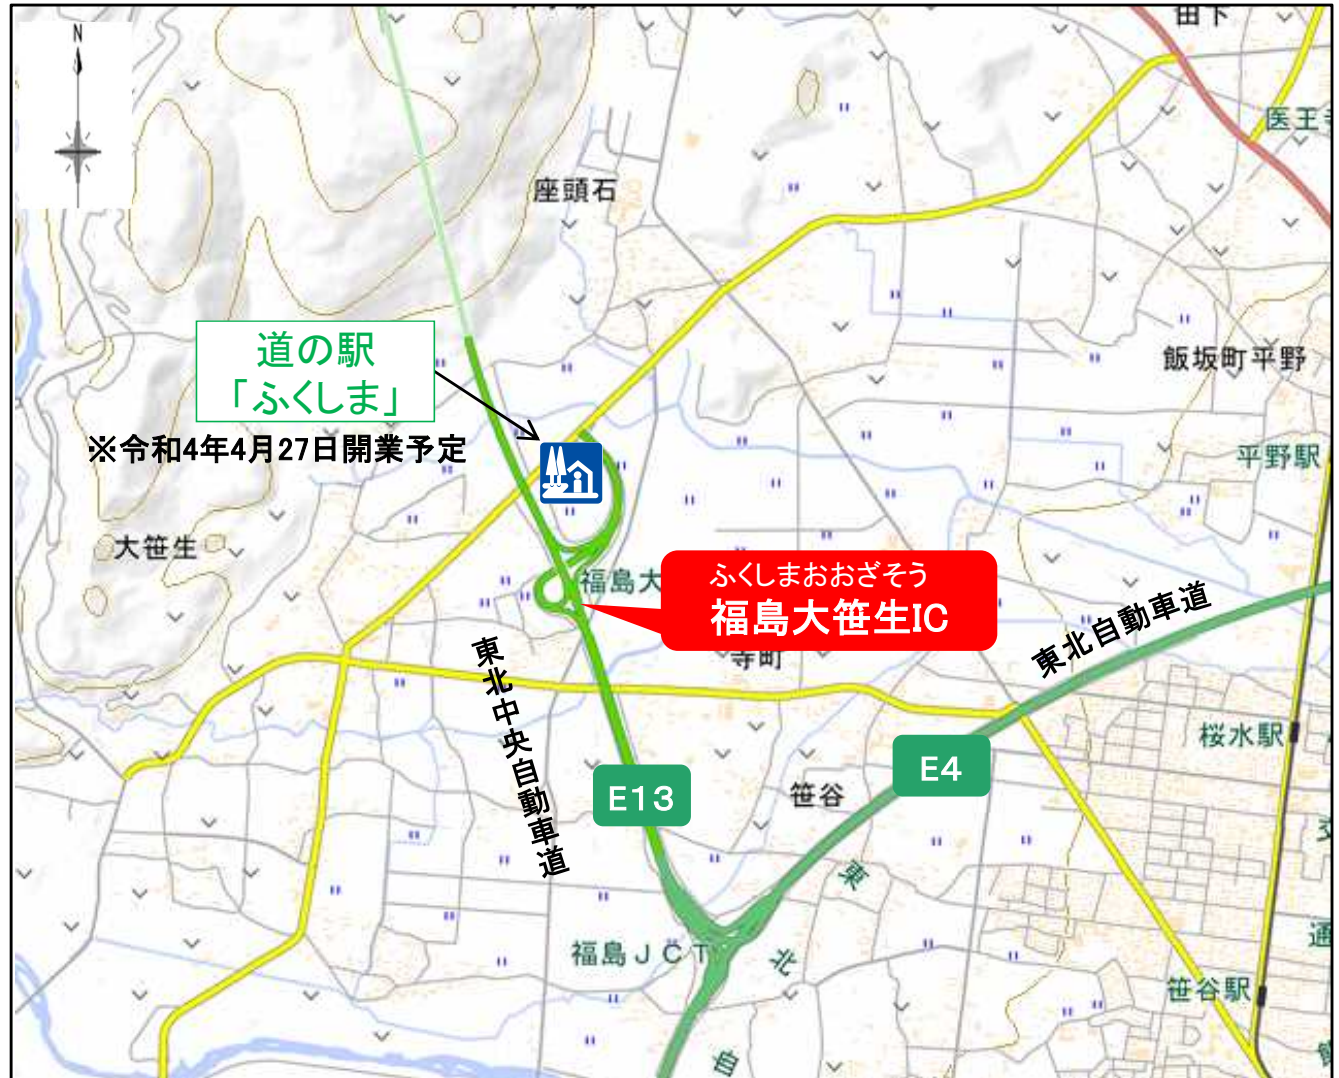 N
田下
医王
座頭石
道の駅
「ふくしま」
※令和4年4月27日開業予定
飯坂町平野
平野駅
大笹生
福島大
ふくしまおおざそう
福島大笹生IC
寺町
東北自動車道
東北中央自動車道
桜水駅
E4
E13
笹谷
東
北
自
福島JCT
通
笹谷駅